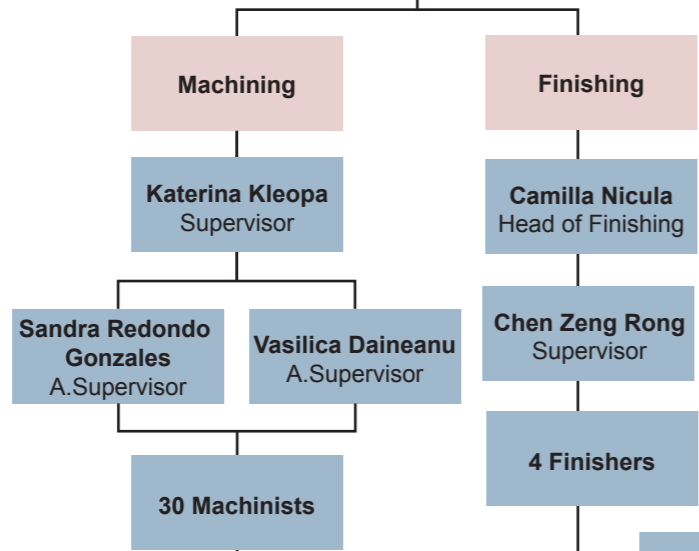 Machining
Finishing
Katerina Kleopa
Supervisor
Camilla Nicula
Head of Finishing
Sandra Redondo
Gonzales
A.Supervisor
Vasilica Daineanu
A.Supervisor
Chen Zeng Rong
Supervisor
30 Machinists
4 Finishers